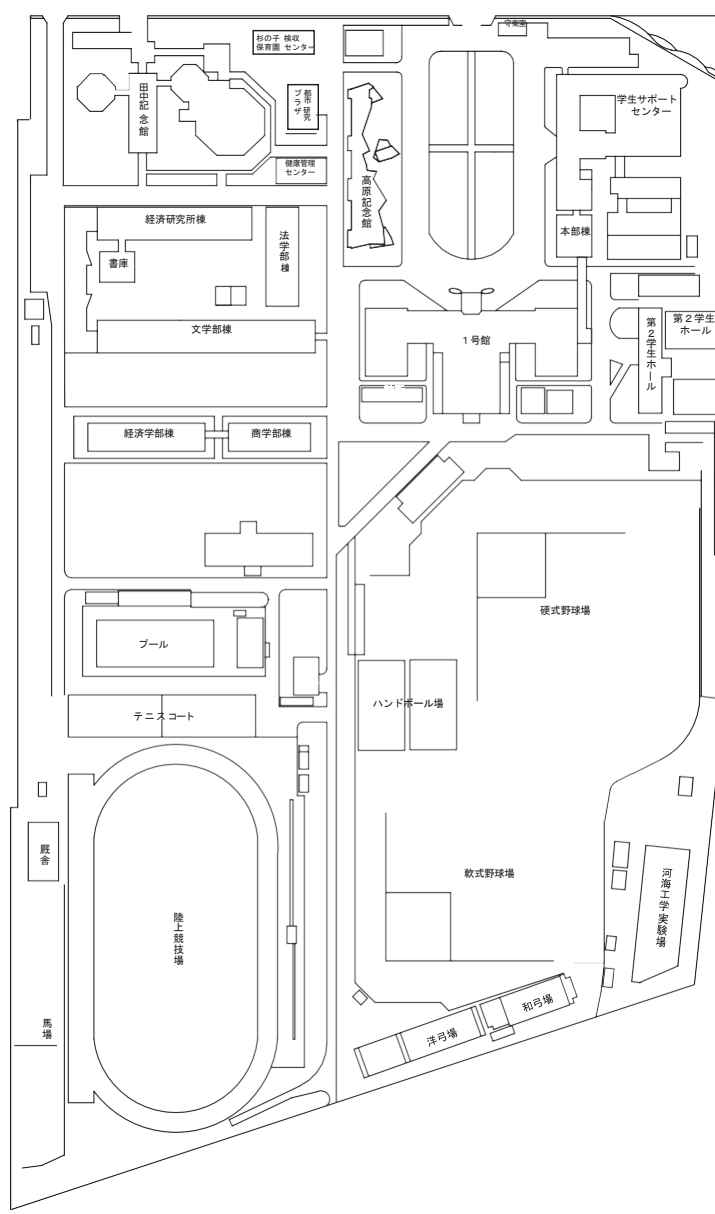 守衛室
杉の子 検収
保育園 センター
都市研究
プラザ
田中記念館
学生サポート
センター
健康管理
センター
高原記念館
経済研究所棟
法学部棟
本部棟
書庫
文学部棟
1号館
第2学生ホール
第2学生
ホール
経済学部棟
商学部棟
硬式野球場
プール
ハンドボール場
テニスコート
厩舎
軟式野球場
河海工学実験場
陸上競技場
馬場
和弓場
洋弓場